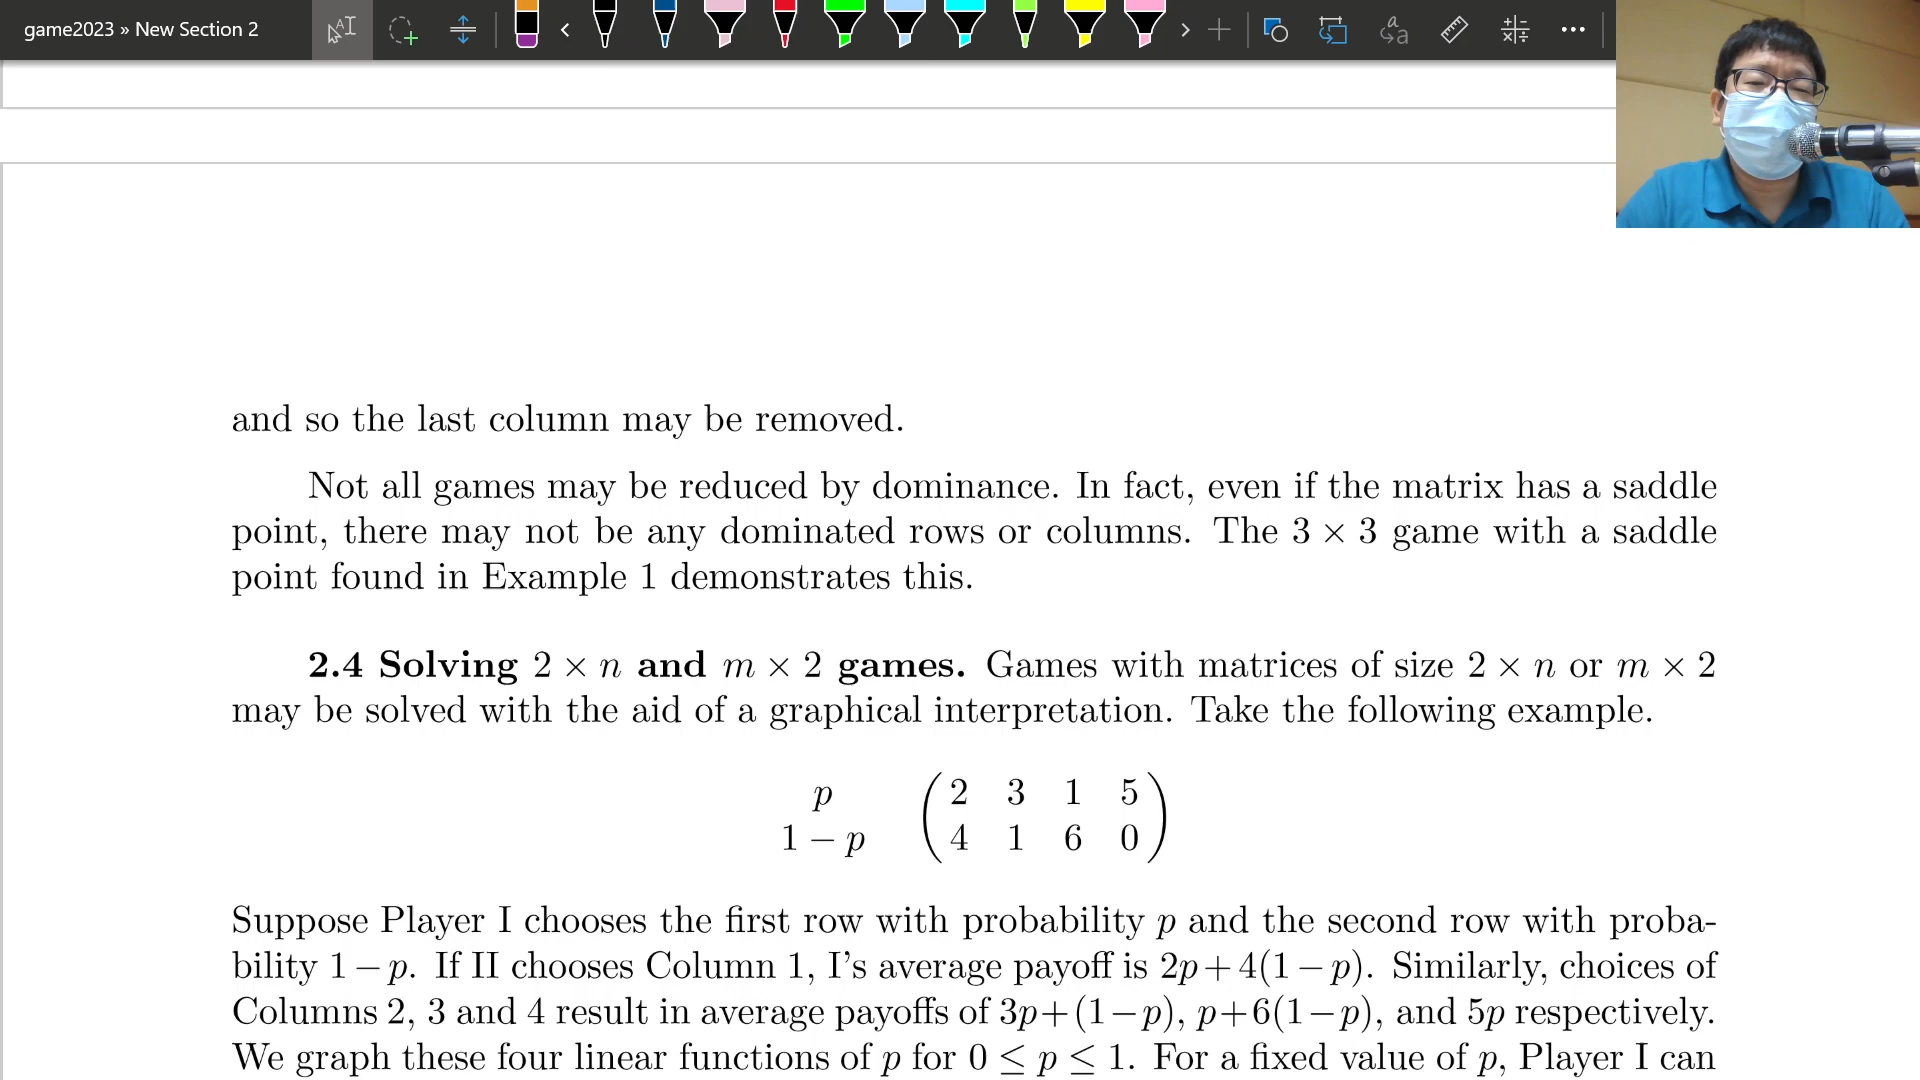 game2023 » New Section 2
and so the last column may be removed.
Not all games may be reduced by dominance. In fact, even if the matrix has a saddle
point, there may not be any dominated rows or columns. The 3 × 3 game with a saddle
point found in Example 1 demonstrates this.
2.4 Solving 2 × n and m × 2 games. Games with matrices of size 2 × n or m × 2
may be solved with the aid of a graphical interpretation. Take the following example.
p ( 2 3 1 5 )
1 − p ( 4 1 6 0 )
Suppose Player I chooses the first row with probability p and the second row with proba-
bility 1 − p. If II chooses Column 1, I's average payoff is 2p + 4(1 − p). Similarly, choices of
Columns 2, 3 and 4 result in average payoffs of 3p+(1−p), p+6(1−p), and 5p respectively.
We graph these four linear functions of p for 0 ≤ p ≤ 1. For a fixed value of p, Player I can